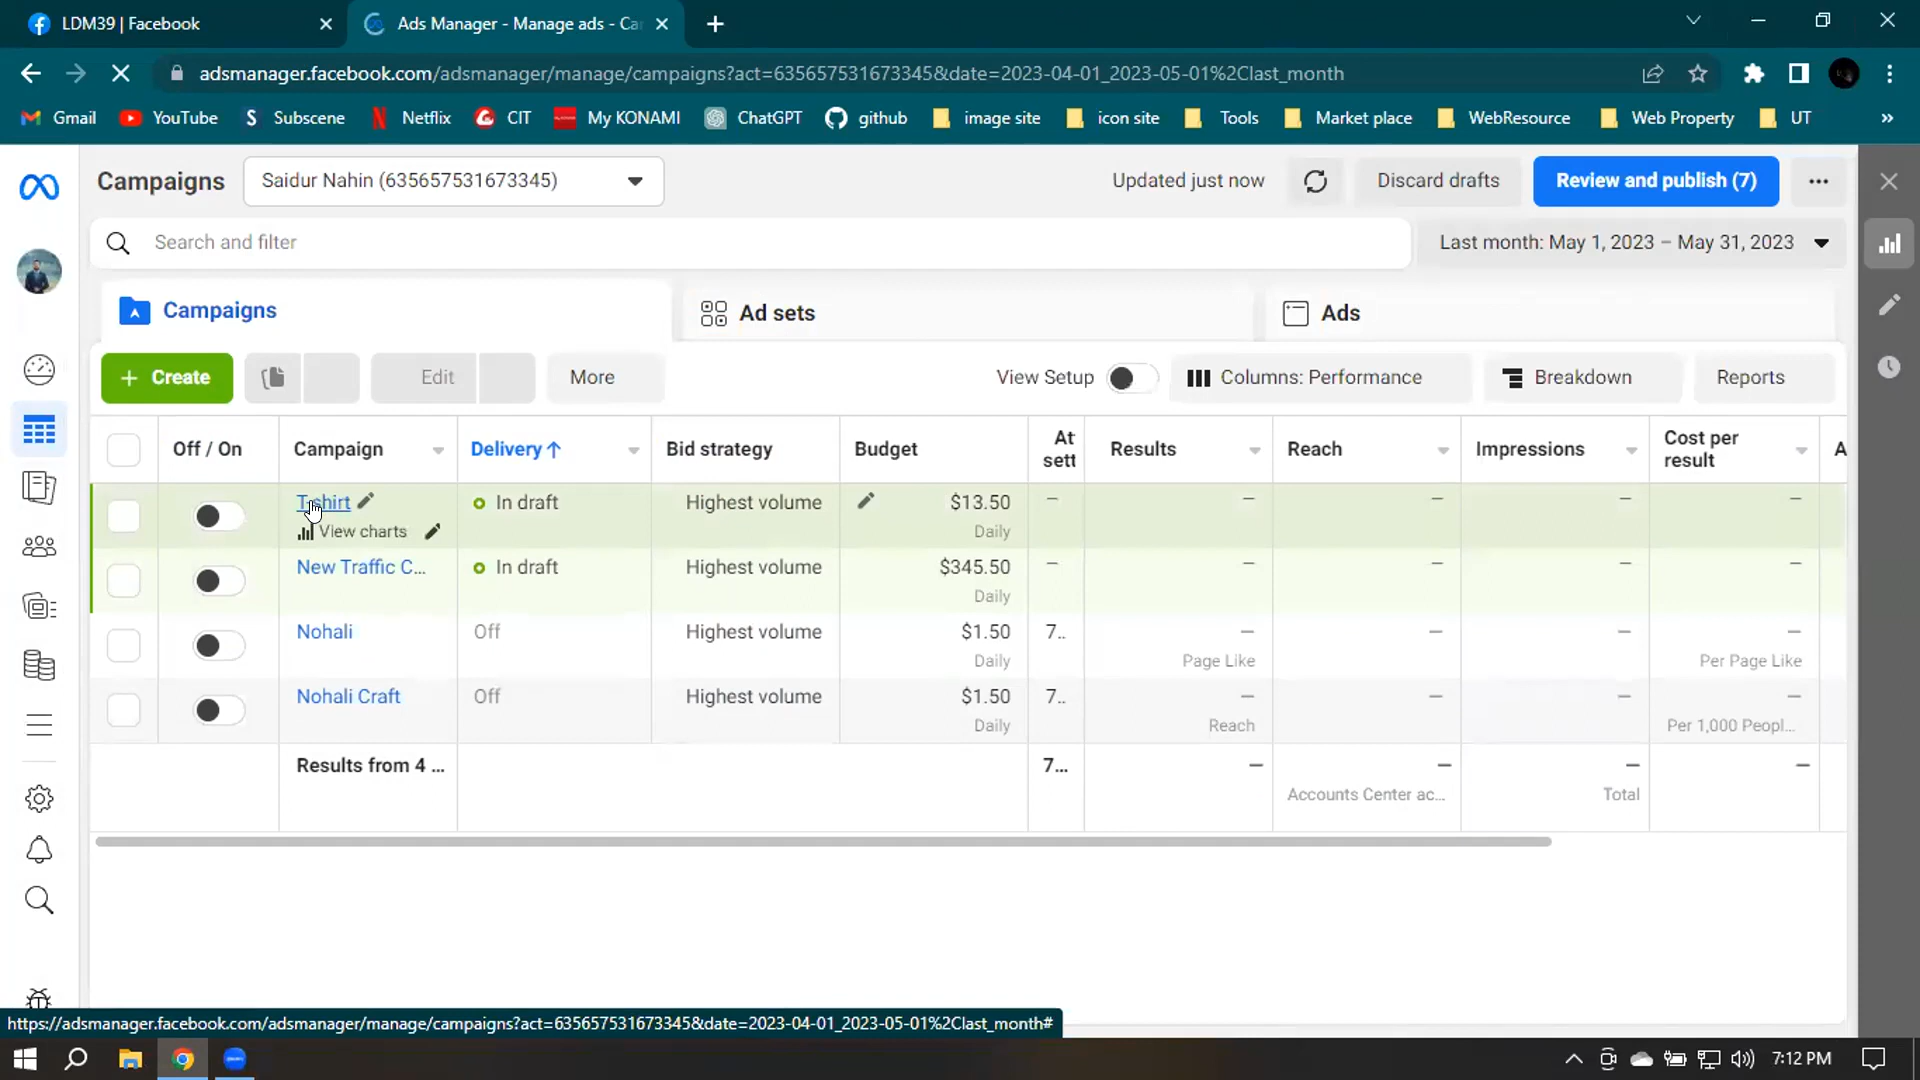 LDM39 | Facebook
Ads Manager - Manage ads - Ca
adsmanager.facebook.com/adsmanager/manage/campaigns?act=635657531673345&date=2023-04-01_2023-05-01%2Clast_month
Gmail YouTube Subscene Netflix CIT My KONAMI ChatGPT github image site icon site Tools Market place WebResource Web Property UT »
Campaigns Saidur Nahin (635657531673345) Updated just now Discard drafts Review and publish (7) ...
Search and filter Last month: May 1, 2023 – May 31, 2023
Campaigns Ad sets Ads
+ Create Edit More View Setup Columns: Performance Breakdown Reports
Off / On Campaign Delivery ↑ Bid strategy Budget At sett Results Reach Impressions Cost per result A
T-shirt In draft Highest volume $13.50 – – – – –
View charts Daily
New Traffic C... In draft Highest volume $345.50 – – – – –
Daily
Nohali Off Highest volume $1.50 7.. – – – –
Daily Page Like Per Page Like
Nohali Craft Off Highest volume $1.50 7.. – – – –
Daily Reach Per 1,000 Peopl...
Results from 4 ... 7... – – – –
Accounts Center ac... Total
https://adsmanager.facebook.com/adsmanager/manage/campaigns?act=635657531673345&date=2023-04-01_2023-05-01%2Clast_month#
7:12 PM